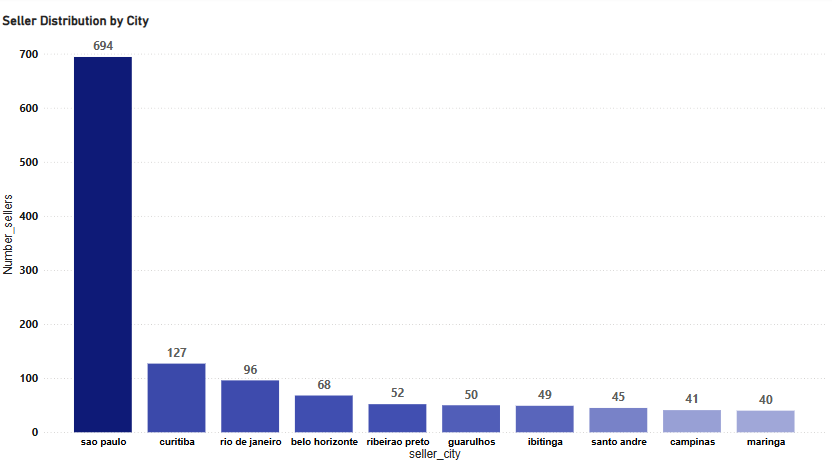 Seller Distribution by City
Number_sellers
700
600
500
400
300
200
100
0
694
127
96
68
52
50
49
45
41
40
sao paulo
curitiba
rio de janeiro
belo horizonte
ribeirao preto
guarulhos
ibitinga
santo andre
campinas
maringa
seller_city